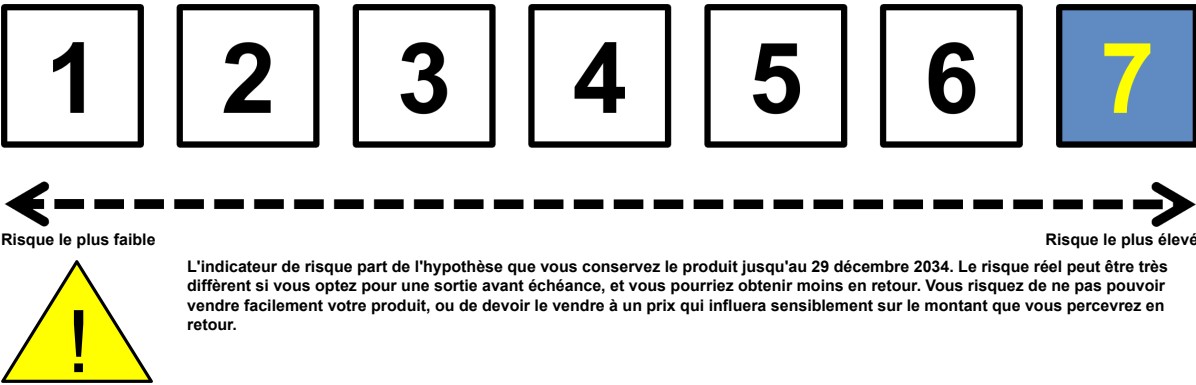 1 2 3 4 5 6 7
Risque le plus faible Risque le plus élevé
L'indicateur de risque part de l'hypothèse que vous conservez le produit jusqu'au 29 décembre 2034. Le risque réel peut être très
diffèrent si vous optez pour une sortie avant échéance, et vous pourriez obtenir moins en retour. Vous risquez de ne pas pouvoir
vendre facilement votre produit, ou de devoir le vendre à un prix qui influera sensiblement sur le montant que vous percevrez en
retour.
!